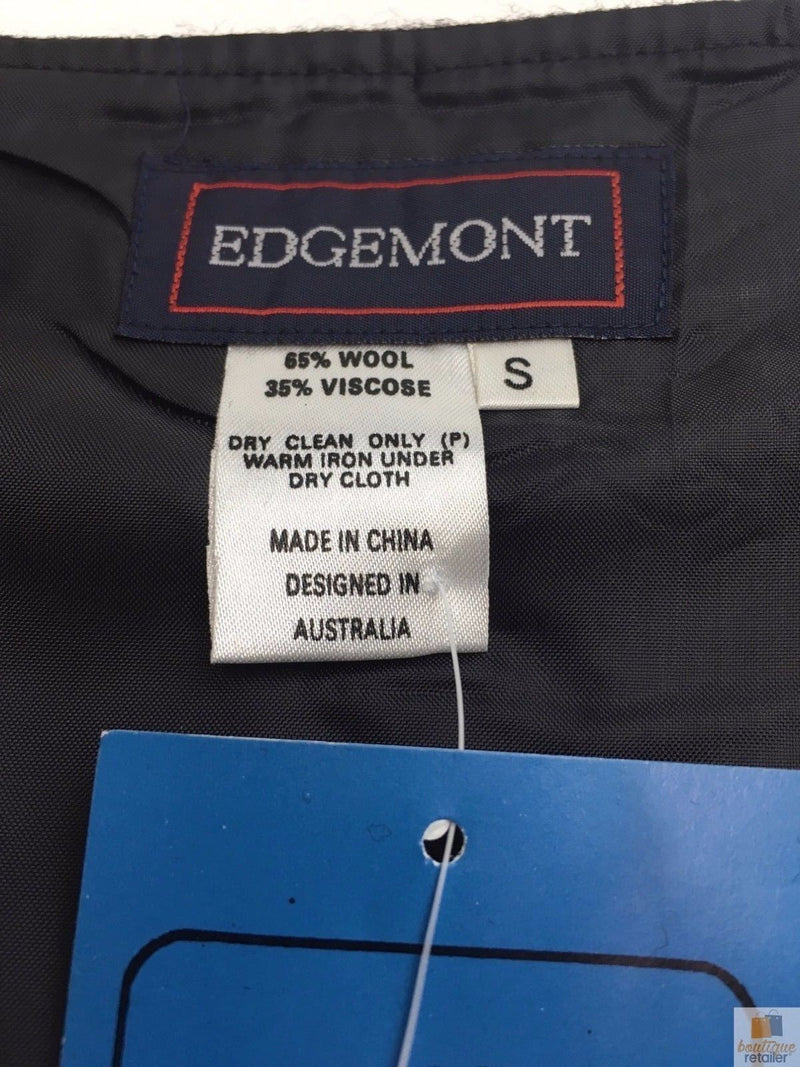 EDGEMONT
65% WOOL
35% VISCOSE
S
DRY CLEAN ONLY (P)
WARM IRON UNDER
DRY CLOTH
MADE IN CHINA
DESIGNED IN
AUSTRALIA
boutique
retailer